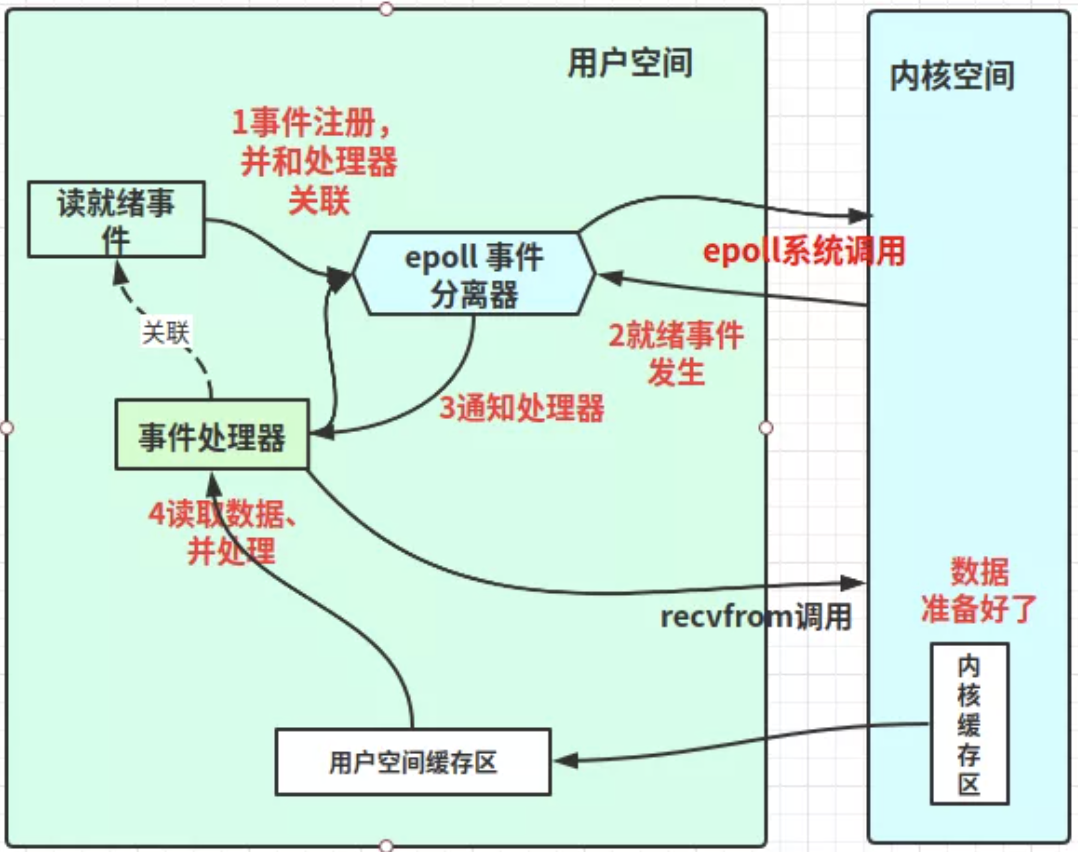 用户空间
内核空间
1事件注册，
并和处理器
关联
读就绪事
件
epoll 事件
分离器
epoll系统调用
关联
2就绪事件
发生
3通知处理器
事件处理器
4读取数据、
并处理
数据
准备好了
recvfrom调用
内
核
缓
存
区
用户空间缓存区